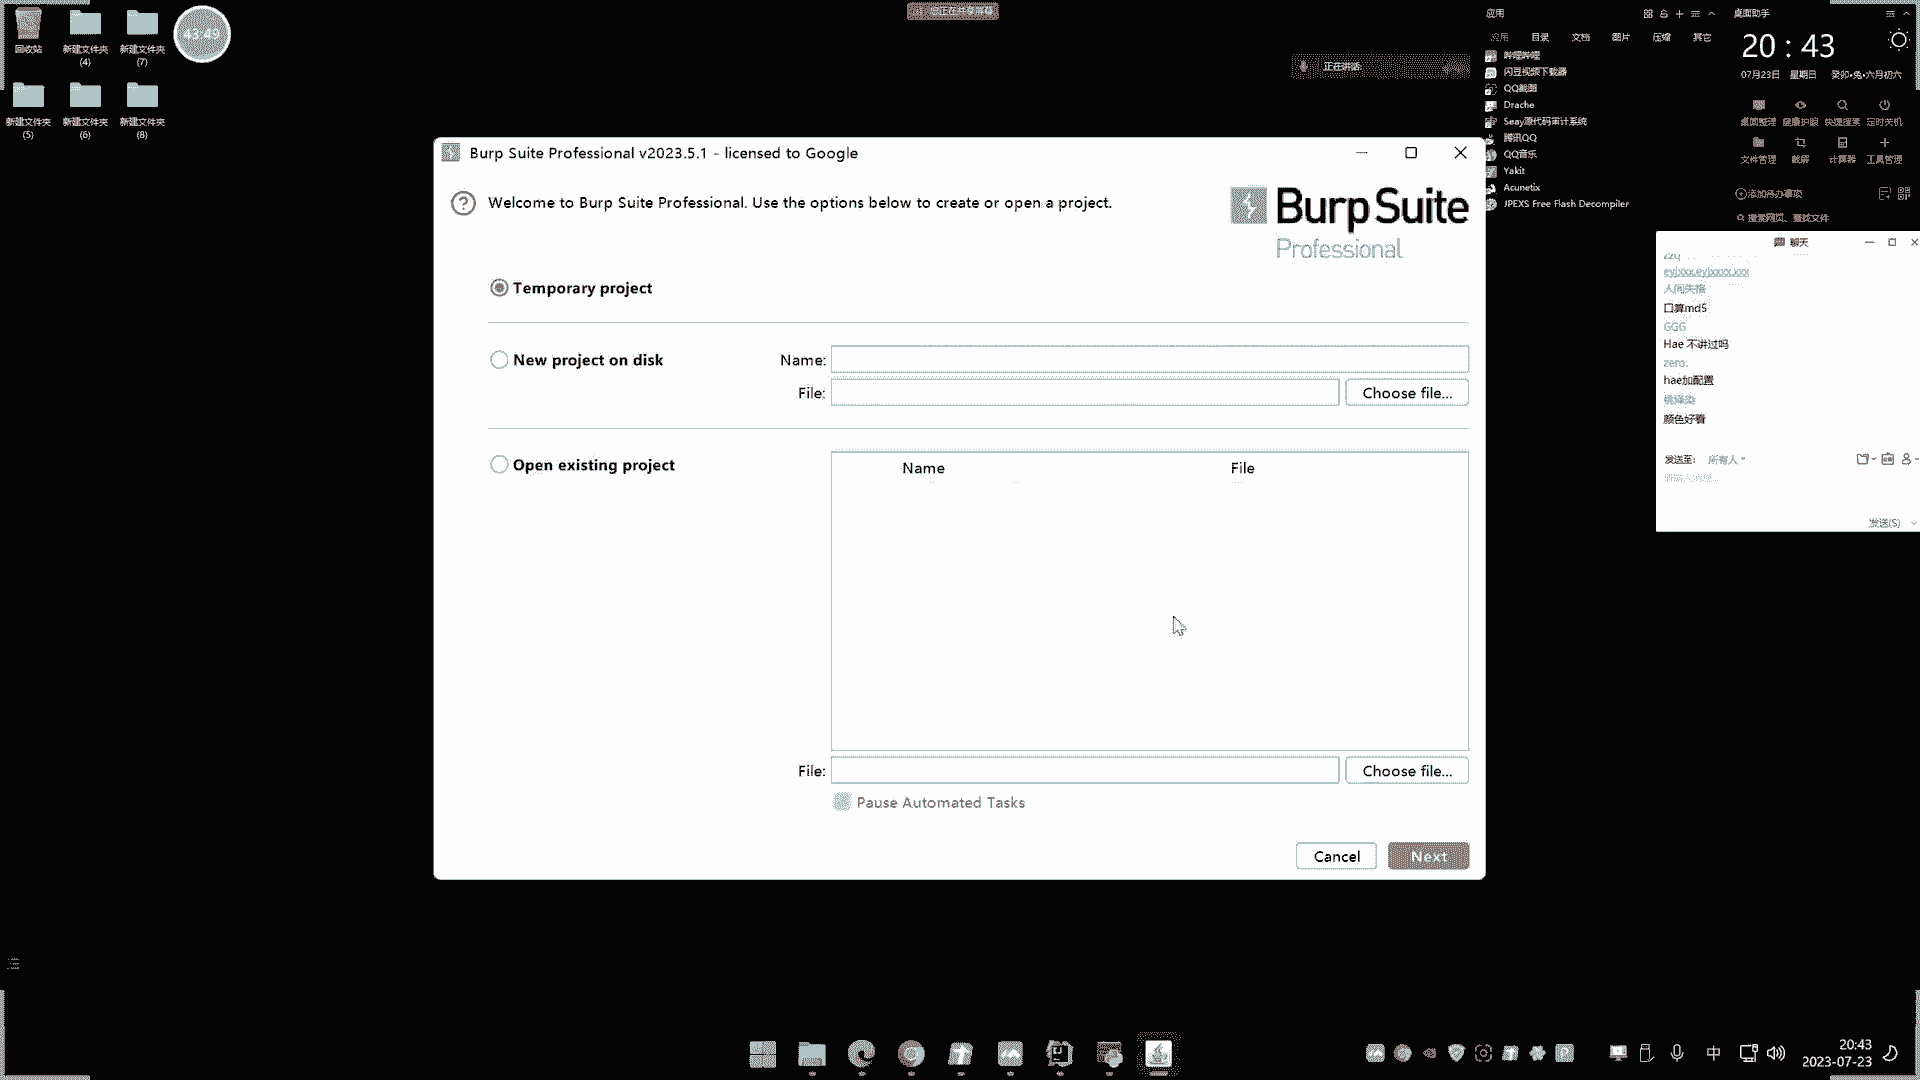 回收站
新建文件夹 (4)
新建文件夹 (7)
43:49
新建文件夹 (5)
新建文件夹 (6)
新建文件夹 (8)
您正在共享屏幕
正在讲话:
应用
应用 目录 文档 图片 压缩 其它
哔哩哔哩
闪豆视频下载器
QQ截图
Drache
Seay源代码审计系统
腾讯QQ
QQ音乐
Yakit
Acunetix
JPEXS Free Flash Decompiler
桌面助手
20 : 43
07月23日 星期日 癸卯•兔•六月初六
桌面整理 健康护眼 快速搜索 定时关机
文件管理 截屏 计算器 工具管理
添加待办事项
搜索网页、查找文件
Burp Suite Professional v2023.5.1 - licensed to Google
Welcome to Burp Suite Professional. Use the options below to create or open a project.
Burp Suite
Professional
Temporary project
New project on disk
Name:
File:
Choose file...
Open existing project
Name File
File:
Choose file...
Pause Automated Tasks
Cancel
Next
聊天
zzq
eyjxxx.eyjxxxx.xxx
人间失格
口算md5
GGG
Hae 不讲过吗
zero.
hae加配置
颜色好看
发送至: 所有人
发送(S)
中
20:43
2023-07-23